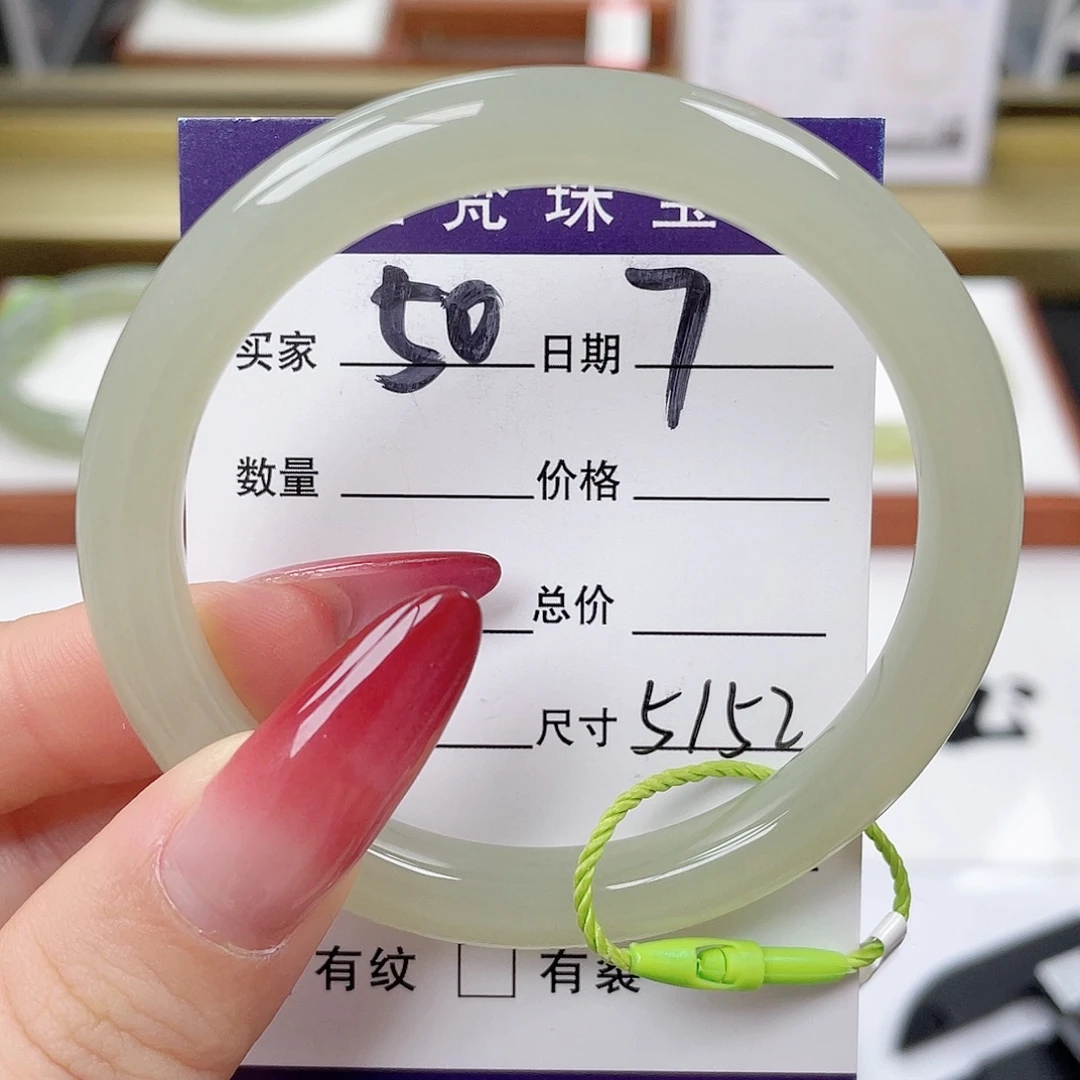 梵珠宝
买家 50 日期 7
数量 价格
总价
尺寸 5152
有纹 有裂